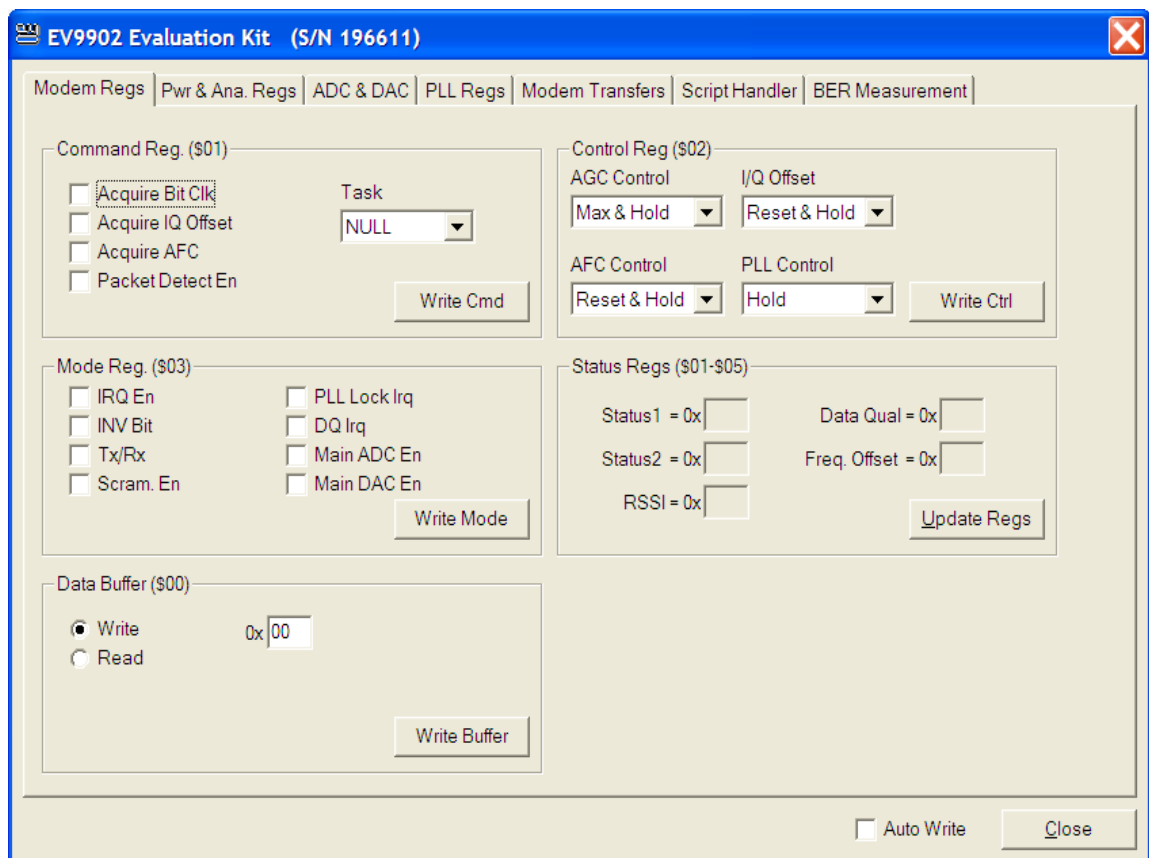 EV9902 Evaluation Kit (S/N 196611)
Modem Regs Pwr & Ana. Regs ADC & DAC PLL Regs Modem Transfers Script Handler BER Measurement
Command Reg. ($01)
Acquire Bit Clk
Acquire IQ Offset
Acquire AFC
Packet Detect En
Task
NULL
Write Cmd
Control Reg ($02)
AGC Control I/Q Offset
Max & Hold Reset & Hold
AFC Control PLL Control
Reset & Hold Hold
Write Ctrl
Mode Reg. ($03)
IRQ En PLL Lock Irq
INV Bit DQ Irq
Tx/Rx Main ADC En
Scram. En Main DAC En
Write Mode
Status Regs ($01-$05)
Status1 = 0x Data Qual = 0x
Status2 = 0x Freq. Offset = 0x
RSSI = 0x
Update Regs
Data Buffer ($00)
Write 0x 00
Read
Write Buffer
Auto Write Close